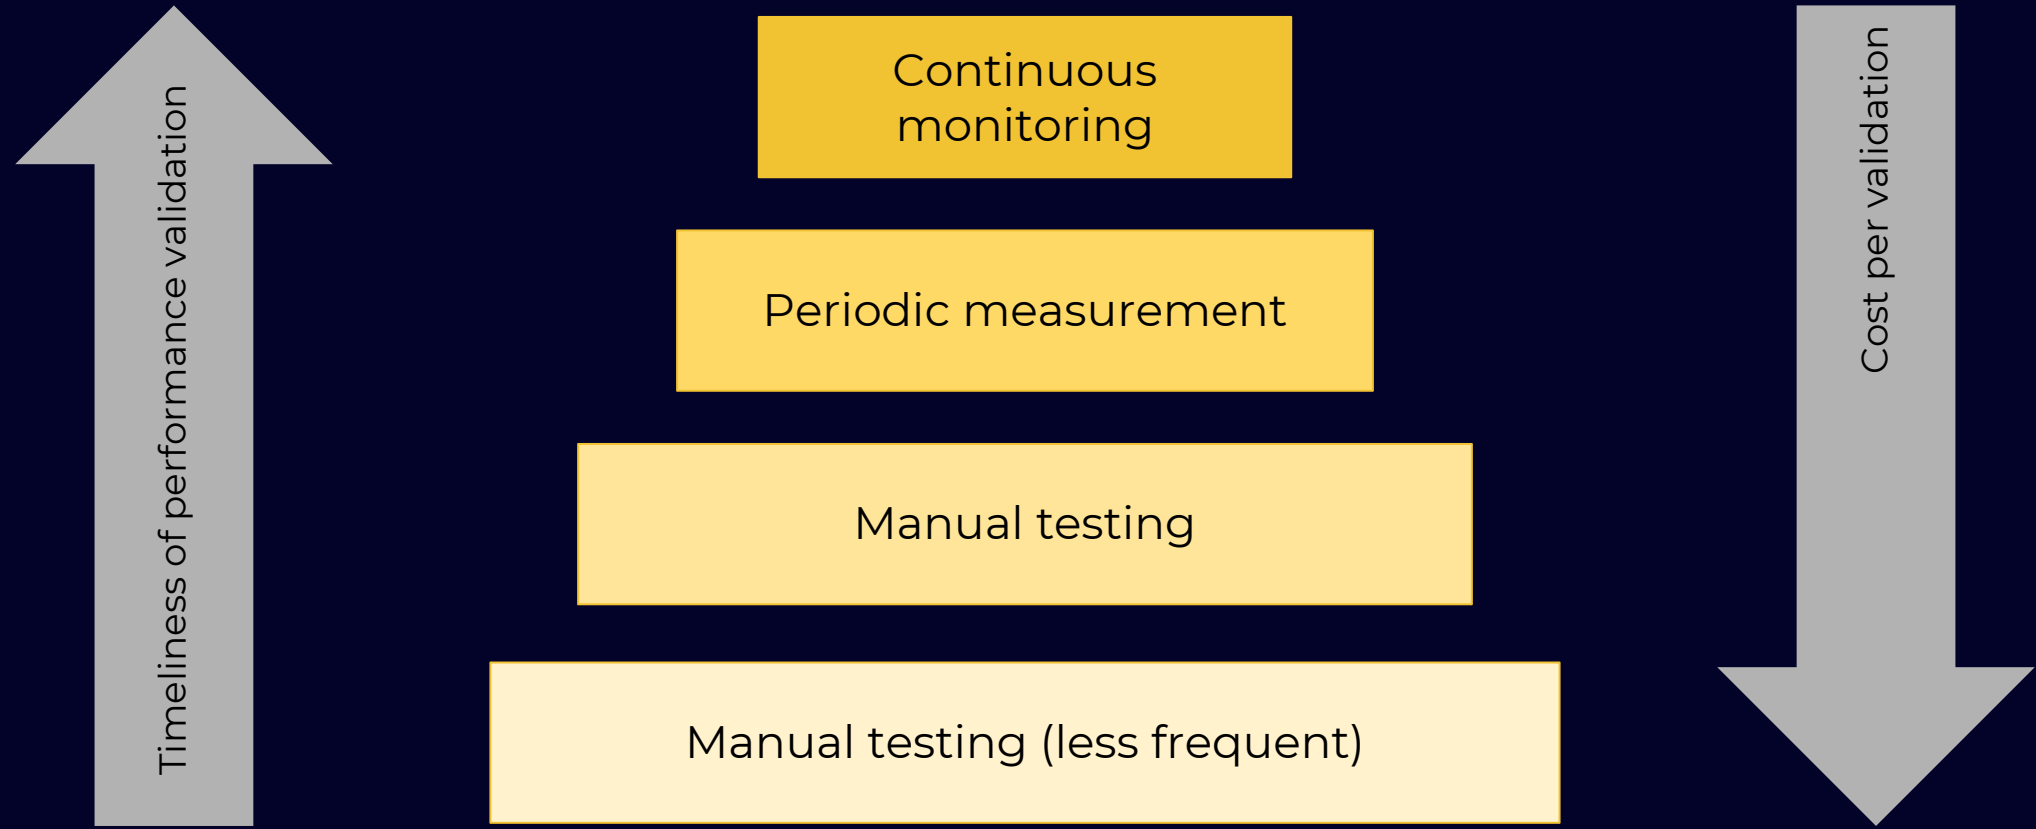 Timeliness of performance validation
Continuous
monitoring
Periodic measurement
Manual testing
Manual testing (less frequent)
Cost per validation